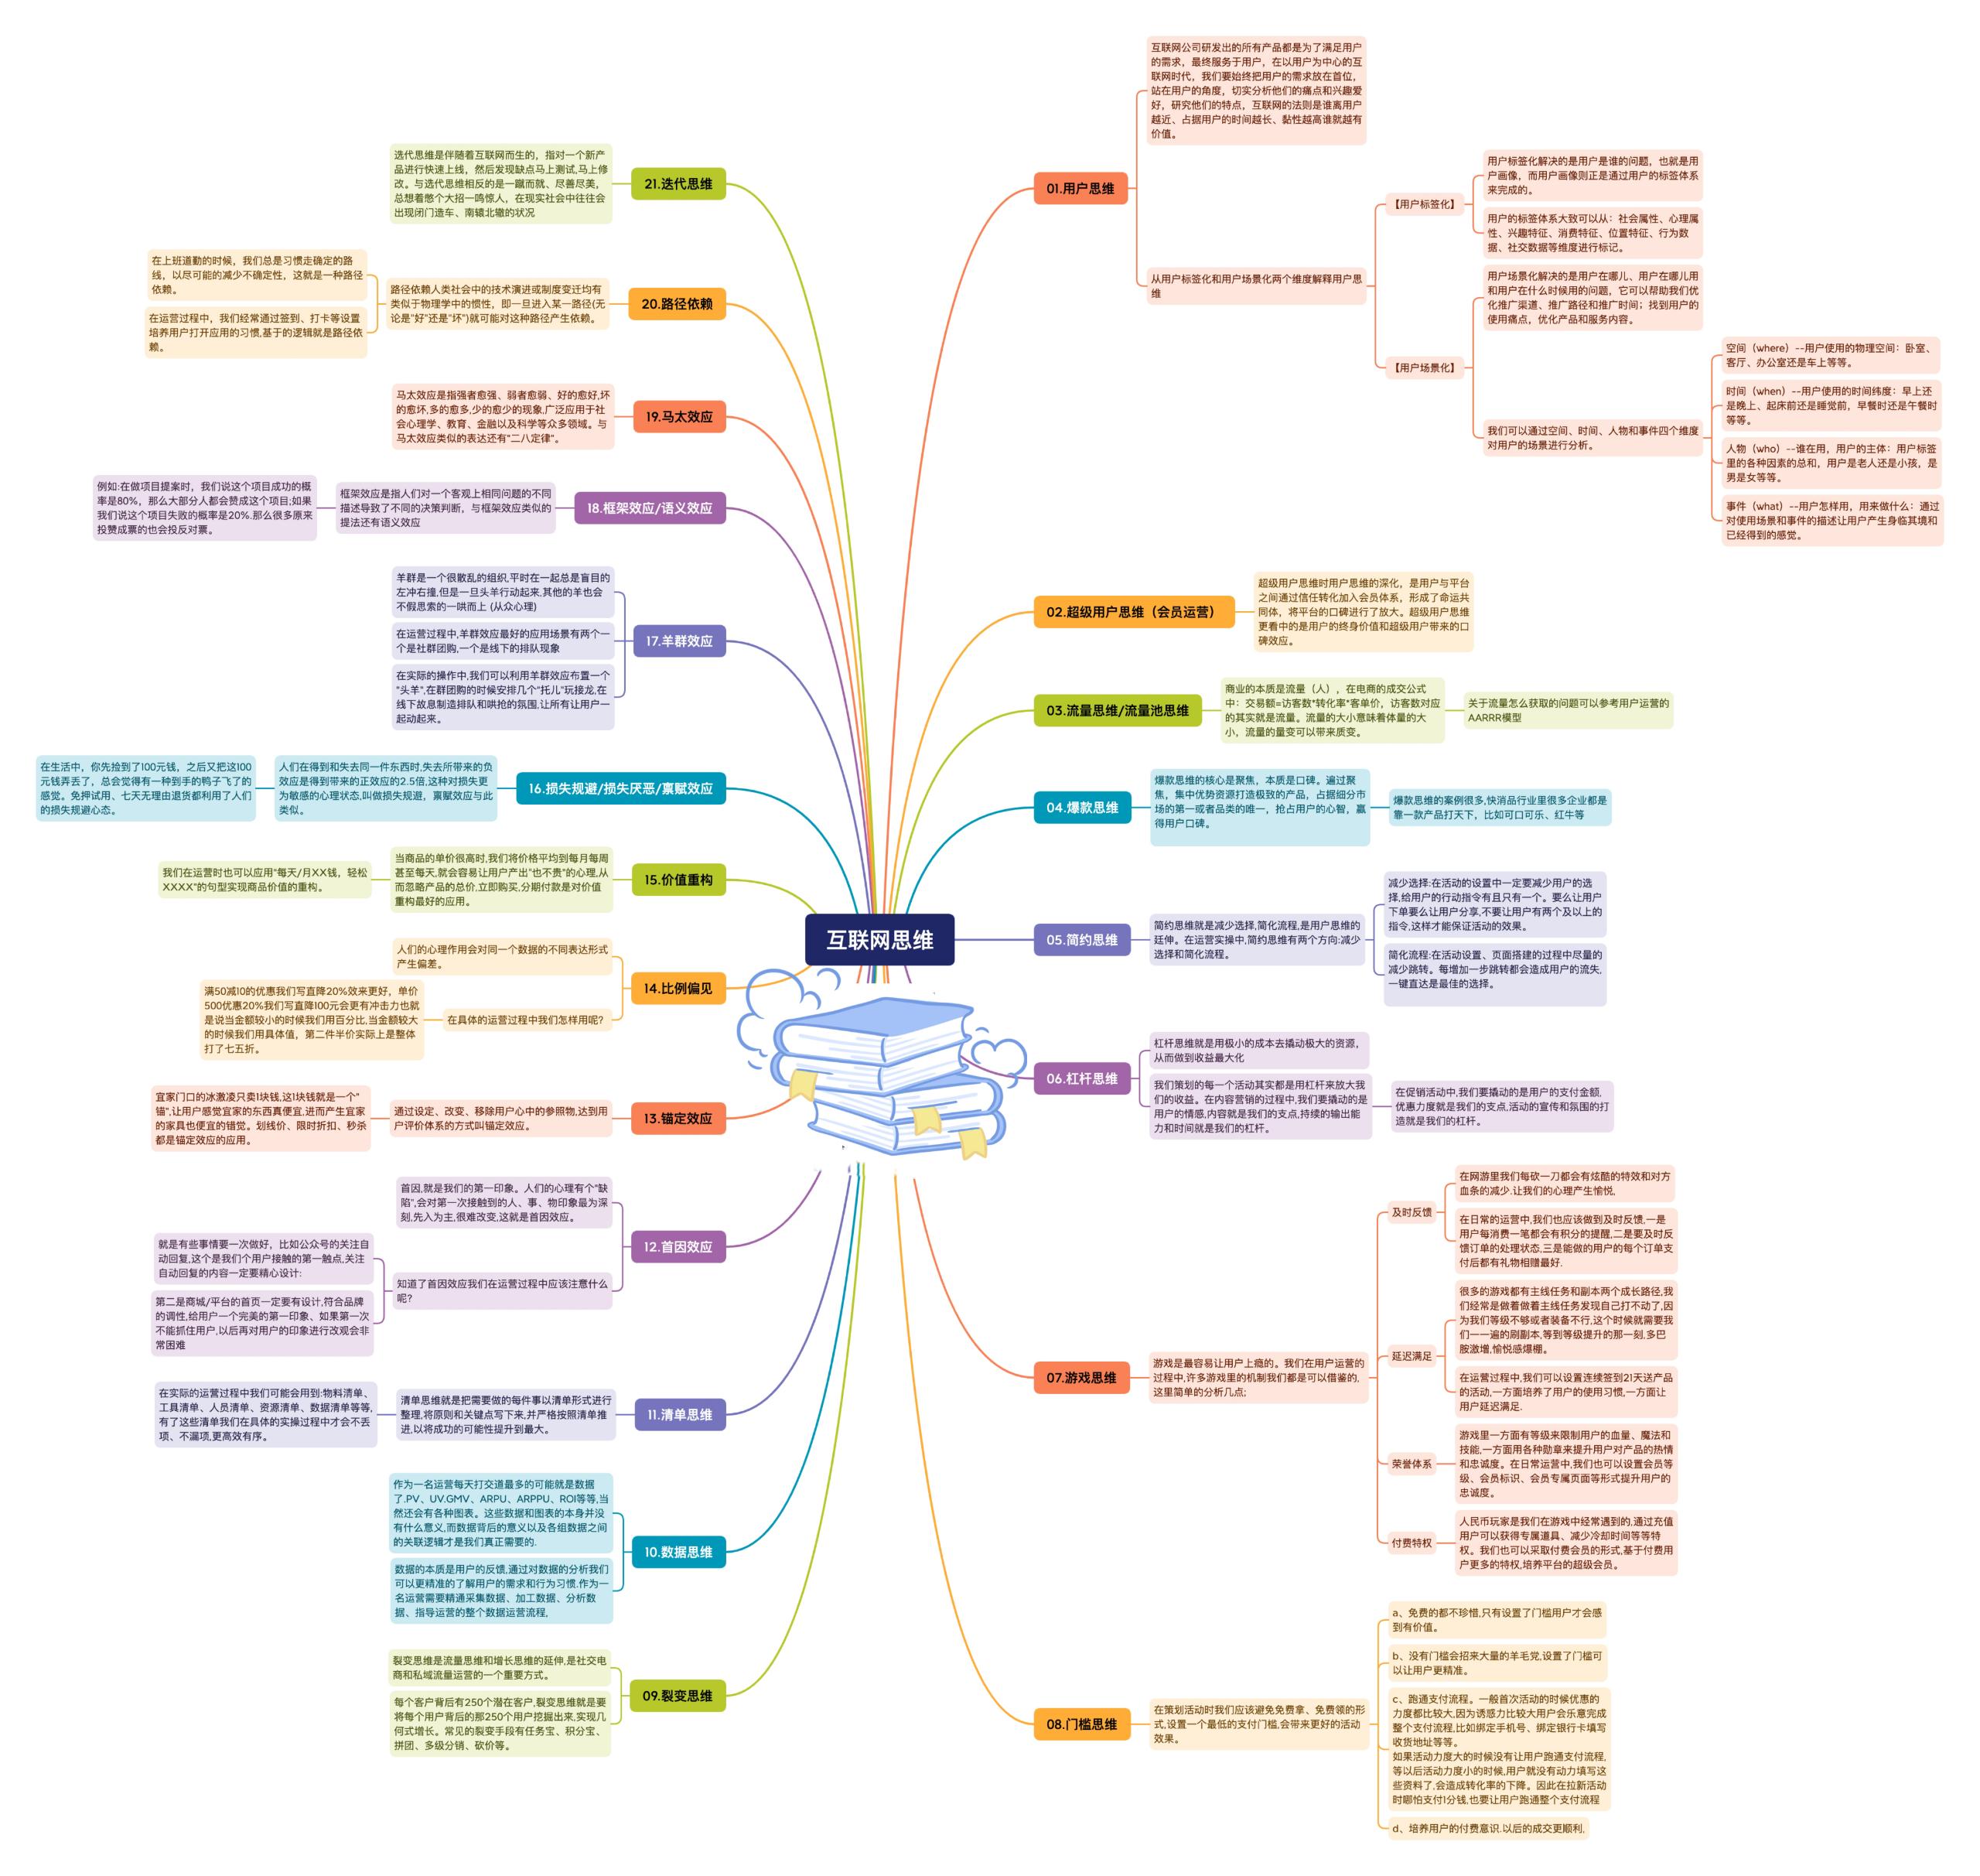 互联网思维
01.用户思维
互联网公司研发出的所有产品都是为了满足用户
的需求，最终服务于用户，在以用户为中心的互
联网时代，我们要始终把用户的需求放在首位，
站在用户的角度，切实分析他们的痛点和兴趣爱
好，研究他们的特点，互联网的法则是谁离用户
越近、占据用户的时间越长、黏性越高谁就越有
价值。
从用户标签化和用户场景化两个维度解释用户思
维
【用户标签化】
用户标签化解决的是用户是谁的问题，也就是用
户画像，而用户画像则正是通过用户的标签体系
来完成的。
用户的标签体系大致可以从：社会属性、心理属
性、兴趣特征、消费特征、位置特征、行为数
据、社交数据等维度进行标记。
【用户场景化】
用户场景化解决的是用户在哪儿、用户在哪儿用
和用户在什么时候用的问题，它可以帮助我们优
化推广渠道、推广路径和推广时间；找到用户的
使用痛点，优化产品和服务内容。
我们可以通过空间、时间、人物和事件四个维度
对用户的场景进行分析。
空间（where）--用户使用的物理空间：卧室、
客厅、办公室还是车上等等。
时间（when）--用户使用的时间纬度：早上还
是晚上、起床前还是睡觉前，早餐时还是午餐时
等等。
人物（who）--谁在用，用户的主体：用户标签
里的各种因素的总和，用户是老人还是小孩，是
男是女等等。
事件（what）--用户怎样用，用来做什么：通过
对使用场景和事件的描述让用户产生身临其境和
已经得到的感觉。
02.超级用户思维（会员运营）
超级用户思维时用户思维的深化，是用户与平台
之间通过信任转化加入会员体系，形成了命运共
同体，将平台的口碑进行了放大。超级用户思维
更看中的是用户的终身价值和超级用户带来的口
碑效应。
03.流量思维/流量池思维
商业的本质是流量（人），在电商的成交公式
中：交易额=访客数*转化率*客单价，访客数对应
的其实就是流量。流量的大小意味着体量的大
小，流量的量变可以带来质变。
关于流量怎么获取的问题可以参考用户运营的
AARRR模型
04.爆款思维
爆款思维的核心是聚焦，本质是口碑。遍过聚
焦，集中优势资源打造极致的产品，占据细分市
场的第一或者品类的唯一，抢占用户的心智，赢
得用户口碑。
爆款思维的案例很多,快消品行业里很多企业都是
靠一款产品打天下，比如可口可乐、红牛等
05.简约思维
简约思维就是减少选择,简化流程,是用户思维的
廷伸。在运营实操中,简约思维有两个方向:减少
选择和简化流程。
减少选择:在活动的设置中一定要减少用户的选
择,给用户的行动指令有且只有一个。要么让用户
下单要么让用户分享,不要让用户有两个及以上的
指令,这样才能保证活动的效果。
简化流程:在活动设置、页面搭建的过程中尽量的
减少跳转。每增加一步跳转都会造成用户的流失,
一键直达是最佳的选择。
06.杠杆思维
杠杆思维就是用极小的成本去撬动极大的资源，
从而做到收益最大化
我们策划的每一个活动其实都是用杠杆来放大我
们的收益。在内容营销的过程中,我们要撬动的是
用户的情感,内容就是我们的支点,持续的输出能
力和时间就是我们的杠杆。
在促销活动中,我们要撬动的是用户的支付金额,
优惠力度就是我们的支点,活动的宣传和氛围的打
造就是我们的杠杆。
07.游戏思维
游戏是最容易让用户上瘾的。我们在用户运营的
过程中,许多游戏里的机制我们都是可以借鉴的,
这里简单的分析几点;
及时反馈
在网游里我们每砍一刀都会有炫酷的特效和对方
血条的减少.让我们的心理产生愉悦,
在日常的运营中,我们也应该做到及时反馈,一是
用户每消费一笔都会有积分的提醒,二是要及时反
馈订单的处理状态,三是能做的用户的每个订单支
付后都有礼物相赠最好.
延迟满足
很多的游戏都有主线任务和副本两个成长路径,我
们经常是做着做着主线任务发现自己打不动了,因
为我们等级不够或者装备不行,这个时候就需要我
们一一遍的刷副本,等到等级提升的那一刻,多巴
胺激增,愉悦感爆棚。
在运营过程中,我们可以设置连续签到21天送产品
的活动,一方面培养了用户的使用习惯,一方面让
用户延迟满足.
荣誉体系
游戏里一方面有等级来限制用户的血量、魔法和
技能,一方面用各种勋章来提升用户对产品的热情
和忠诚度。在日常运营中,我们也可以设置会员等
级、会员标识、会员专属页面等形式提升用户的
忠诚度。
付费特权
人民币玩家是我们在游戏中经常遇到的,通过充值
用户可以获得专属道具、减少冷却时间等等特
权。我们也可以采取付费会员的形式,基于付费用
户更多的特权,培养平台的超级会员。
08.门槛思维
在策划活动时我们应该避免免费拿、免费领的形
式,设置一个最低的支付门槛,会带来更好的活动
效果。
a、免费的都不珍惜,只有设置了门槛用户才会感
到有价值。
b、没有门槛会招来大量的羊毛党,设置了门槛可
以让用户更精准。
c、跑通支付流程。一般首次活动的时候优惠的
力度都比较大,因为诱惑力比较大用户会乐意完成
整个支付流程,比如绑定手机号、绑定银行卡填写
收货地址等等。
如果活动力度大的时候没有让用户跑通支付流程,
等以后活动力度小的时候,用户就没有动力填写这
些资料了,会造成转化率的下降。因此在拉新活动
时哪怕支付1分钱,也要让用户跑通整个支付流程
d、培养用户的付费意识.以后的成交更顺利,
21.迭代思维
选代思维是伴随着互联网而生的，指对一个新产
品进行快速上线，然后发现缺点马上测试,马上修
改。与选代思维相反的是一蹴而就、尽善尽美，
总想着憋个大招一鸣惊人，在现实社会中往往会
出现闭门造车、南辕北辙的状况
20.路径依赖
路径依赖人类社会中的技术演进或制度变迁均有
类似于物理学中的惯性，即一旦进入某一路径(无
论是"好"还是"坏")就可能对这种路径产生依赖。
在上班道勤的时候，我们总是习惯走确定的路
线，以尽可能的减少不确定性，这就是一种路径
依赖。
在运营过程中，我们经常通过签到、打卡等设置
培养用户打开应用的习惯,基于的逻辑就是路径依
赖。
19.马太效应
马太效应是指强者愈强、弱者愈弱、好的愈好,坏
的愈坏,多的愈多,少的愈少的现象,广泛应用于社
会心理学、教育、金融以及科学等众多领域。与
马太效应类似的表达还有"二八定律"。
18.框架效应/语义效应
框架效应是指人们对一个客观上相同问题的不同
描述导致了不同的决策判断，与框架效应类似的
提法还有语义效应
例如:在做项目提案时，我们说这个项目成功的概
率是80%，那么大部分人都会赞成这个项目;如果
我们说这个项目失败的概率是20%.那么很多原来
投赞成票的也会投反对票。
17.羊群效应
羊群是一个很散乱的组织,平时在一起总是盲目的
左冲右撞,但是一旦头羊行动起来,其他的羊也会
不假思索的一哄而上 (从众心理)
在运营过程中,羊群效应最好的应用场景有两个一
个是社群团购,一个是线下的排队现象
在实际的操作中,我们可以利用羊群效应布置一个
"头羊",在群团购的时候安排几个"托儿"玩接龙,在
线下故息制造排队和哄抢的氛围,让所有让用户一
起动起来。
16.损失规避/损失厌恶/禀赋效应
人们在得到和失去同一件东西时,失去所带来的负
效应是得到带来的正效应的2.5倍,这种对损失更
为敏感的心理状态,叫做损失规避，禀赋效应与此
类似。
在生活中，你先捡到了100元钱，之后又把这100
元钱弄丢了，总会觉得有一种到手的鸭子飞了的
感觉。免押试用、七天无理由退货都利用了人们
的损失规避心态。
15.价值重构
当商品的单价很高时,我们将价格平均到每月每周
甚至每天,就会容易让用户产出"也不贵"的心理,从
而忽略产品的总价,立即购买,分期付款是对价值
重构最好的应用。
我们在运营时也可以应用"每天/月XX钱，轻松
XXXX"的句型实现商品价值的重构。
14.比例偏见
人们的心理作用会对同一个数据的不同表达形式
产生偏差。
在具体的运营过程中我们怎样用呢？
满50减10的优惠我们写直降20%效来更好，单价
500优惠20%我们写直降100元会更有冲击力也就
是说当金额较小的时候我们用百分比,当金额较大
的时候我们用具体值，第二件半价实际上是整体
打了七五折。
13.锚定效应
通过设定、改变、移除用户心中的参照物,达到用
户评价体系的方式叫锚定效应。
宜家门口的冰激凌只卖1块钱,这1块钱就是一个"
锚",让用户感觉宜家的东西真便宜,进而产生宜家
的家具也便宜的错觉。划线价、限时折扣、秒杀
都是锚定效应的应用。
12.首因效应
首因,就是我们的第一印象。人们的心理有个"缺
陷",会对第一次接触到的人、事、物印象最为深
刻,先入为主,很难改变,这就是首因效应。
知道了首因效应我们在运营过程中应该注意什么
呢?
就是有些事情要一次做好，比如公众号的关注自
动回复,这个是我们个用户接触的第一触点,关注
自动回复的内容一定要精心设计:
第二是商城/平台的首页一定要有设计,符合品牌
的调性,给用户一个完美的第一印象、如果第一次
不能抓住用户,以后再对用户的印象进行改观会非
常困难
11.清单思维
清单思维就是把需要做的每件事以清单形式进行
整理,将原则和关键点写下来,并严格按照清单推
进,以将成功的可能性提升到最大。
在实际的运营过程中我们可能会用到:物料清单、
工具清单、人员清单、资源清单、数据清单等等,
有了这些清单我们在具体的实操过程中才会不丢
项、不漏项,更高效有序。
10.数据思维
作为一名运营每天打交道最多的可能就是数据
了.PV、UV.GMV、ARPU、ARPPU、ROI等等,当
然还会有各种图表。这些数据和图表的本身并没
有什么意义,而数据背后的意义以及各组数据之间
的关联逻辑才是我们真正需要的.
数据的本质是用户的反馈,通过对数据的分析我们
可以更精准的了解用户的需求和行为习惯.作为一
名运营需要精通采集数据、加工数据、分析数
据、指导运营的整个数据运营流程,
09.裂变思维
裂变思维是流量思维和增长思维的延伸,是社交电
商和私域流量运营的一个重要方式。
每个客户背后有250个潜在客户,裂变思维就是要
将每个用户背后的那250个用户挖掘出来,实现几
何式增长。常见的裂变手段有任务宝、积分宝、
拼团、多级分销、砍价等。